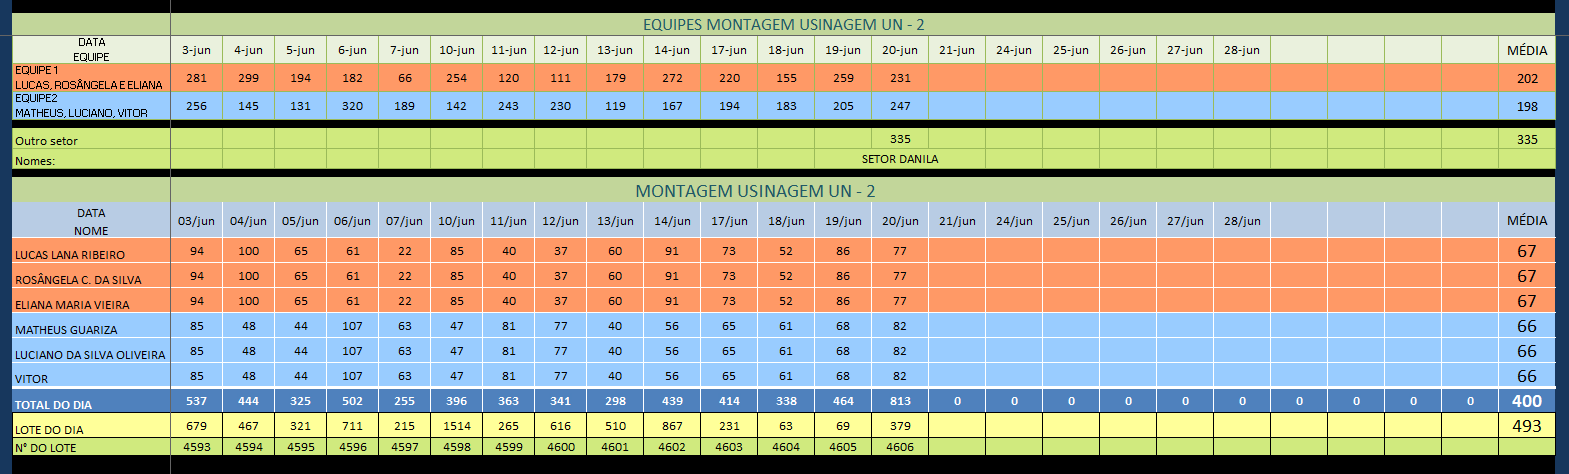 EQUIPES MONTAGEM USINAGEM UN - 2
DATA
EQUIPE
3-jun 4-jun 5-jun 6-jun 7-jun 10-jun 11-jun 12-jun 13-jun 14-jun 17-jun 18-jun 19-jun 20-jun 21-jun 24-jun 25-jun 26-jun 27-jun 28-jun MÉDIA
EQUIPE 1
LUCAS, ROSÂNGELA E ELIANA
281 299 194 182 66 254 120 111 179 272 220 155 259 231 202
EQUIPE2
MATHEUS, LUCIANO, VITOR
256 145 131 320 189 142 243 230 119 167 194 183 205 247 198
Outro setor 335 335
Nomes: SETOR DANILA
MONTAGEM USINAGEM UN - 2
DATA
NOME
03/jun 04/jun 05/jun 06/jun 07/jun 10/jun 11/jun 12/jun 13/jun 14/jun 17/jun 18/jun 19/jun 20/jun 21/jun 24/jun 25/jun 26/jun 27/jun 28/jun MÉDIA
LUCAS LANA RIBEIRO 94 100 65 61 22 85 40 37 60 91 73 52 86 77 67
ROSÂNGELA C. DA SILVA 94 100 65 61 22 85 40 37 60 91 73 52 86 77 67
ELIANA MARIA VIEIRA 94 100 65 61 22 85 40 37 60 91 73 52 86 77 67
MATHEUS GUARIZA 85 48 44 107 63 47 81 77 40 56 65 61 68 82 66
LUCIANO DA SILVA OLIVEIRA 85 48 44 107 63 47 81 77 40 56 65 61 68 82 66
VITOR 85 48 44 107 63 47 81 77 40 56 65 61 68 82 66
TOTAL DO DIA 537 444 325 502 255 396 363 341 298 439 414 338 464 813 0 0 0 0 0 0 0 0 0 0 400
LOTE DO DIA 679 467 321 711 215 1514 265 616 510 867 231 63 69 379 493
N° DO LOTE 4593 4594 4595 4596 4597 4598 4599 4600 4601 4602 4603 4604 4605 4606